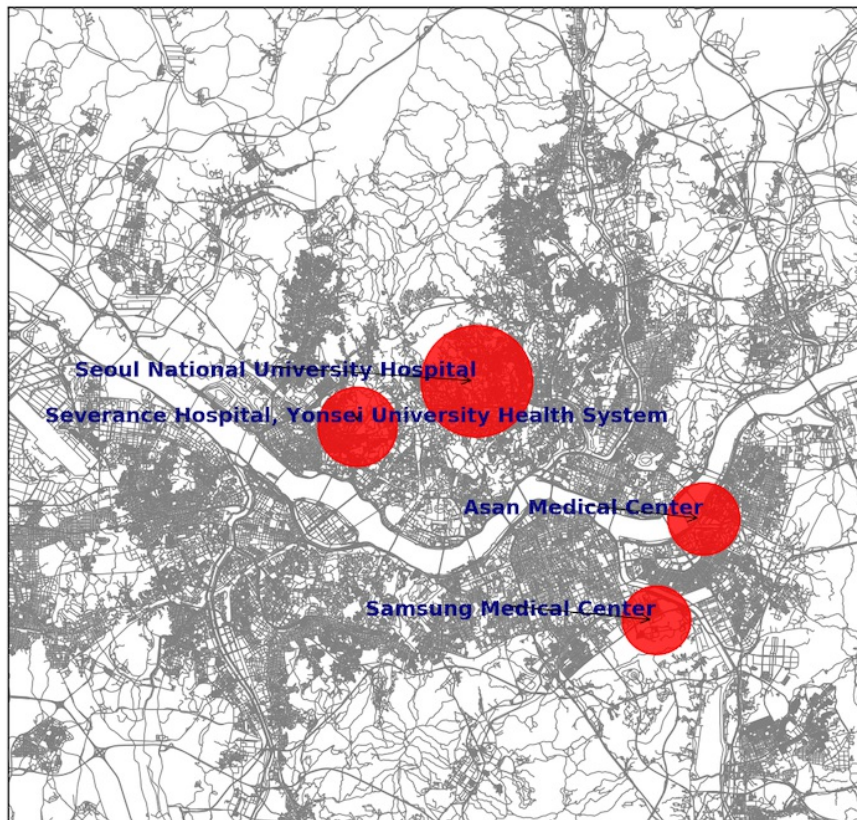 Seoul National University Hospital
Severance Hospital, Yonsei University Health System
Asan Medical Center
Samsung Medical Center